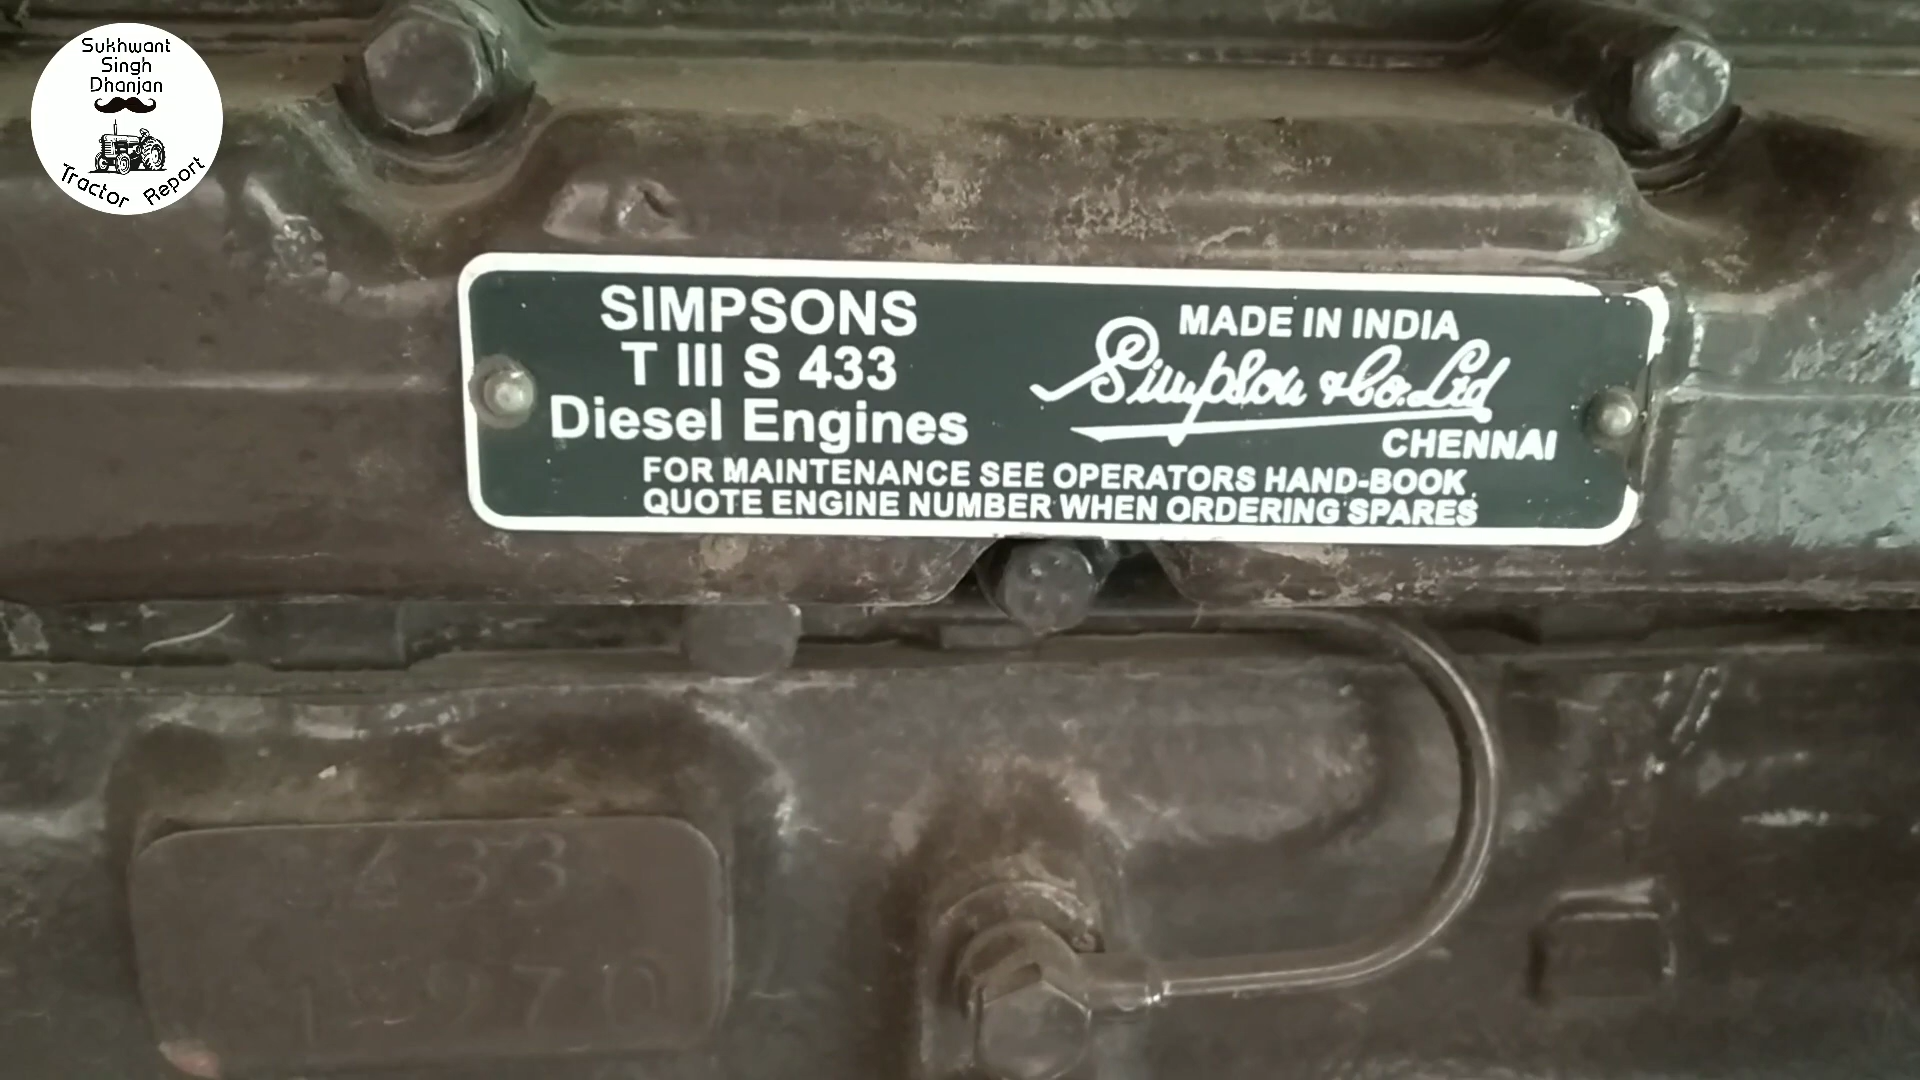 Sukhwant
Singh
Dhanjan
Tractor Report
SIMPSONS
T III S 433
Diesel Engines
MADE IN INDIA
Simpson & Co. Ltd
CHENNAI
FOR MAINTENANCE SEE OPERATORS HAND-BOOK
QUOTE ENGINE NUMBER WHEN ORDERING SPARES